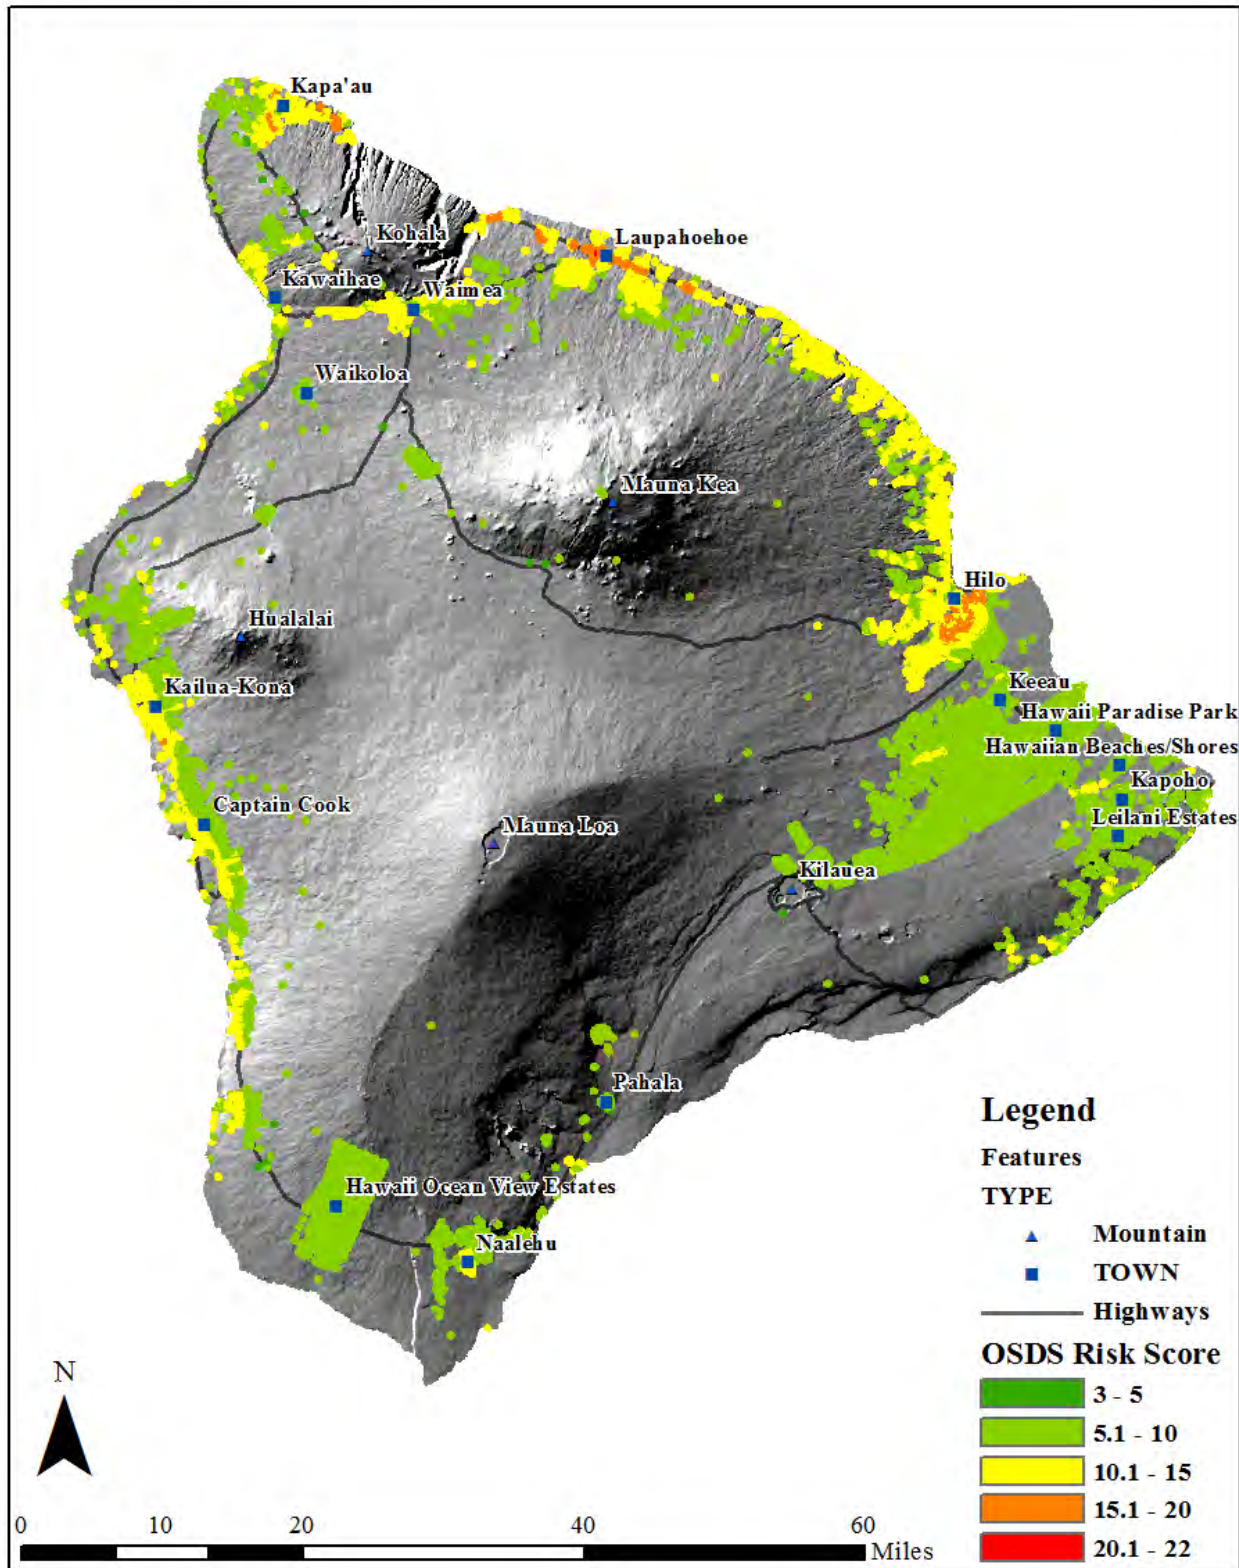 Kapa'au
Kohala
Laupahoehoe
Kawaihae
Waimea
Waikoloa
Mauna Kea
Hilo
Hualalai
Kailua-Kona
Keeau
Hawaii Paradise Park
Hawaiian Beaches/Shores
Kapoho
Captain Cook
Leilani Estates
Mauna Loa
Kilauea
Pahala
Hawaii Ocean View Estates
Naalehu
Legend
Features
TYPE
Mountain
TOWN
Highways
OSDS Risk Score
3 - 5
5.1 - 10
10.1 - 15
15.1 - 20
20.1 - 22
N
0 10 20 40 60
Miles